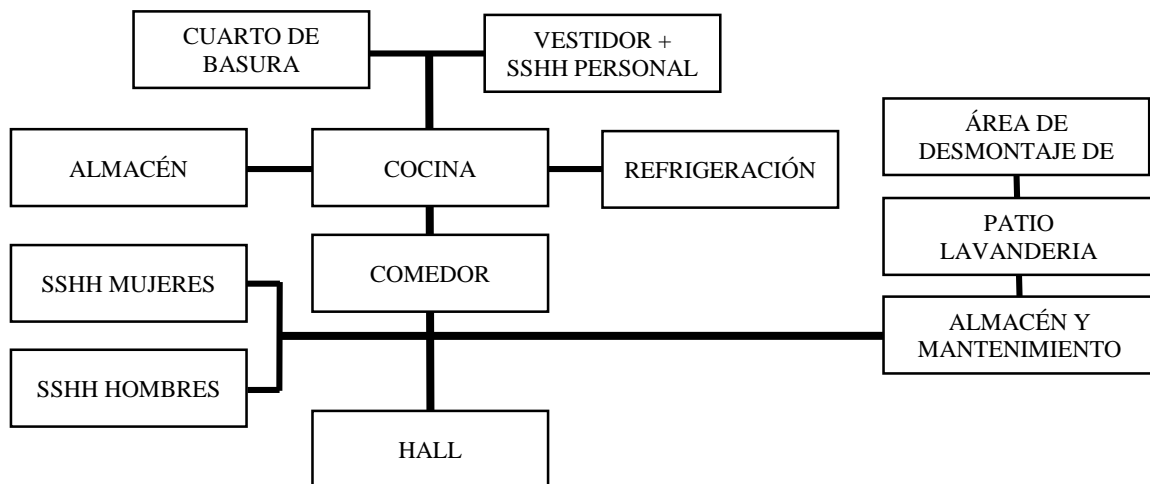 CUARTO DE
BASURA
VESTIDOR +
SSHH PERSONAL
ÁREA DE
DESMONTAJE DE
ALMACÉN
COCINA
REFRIGERACIÓN
PATIO
LAVANDERIA
SSHH MUJERES
COMEDOR
ALMACÉN Y
MANTENIMIENTO
SSHH HOMBRES
HALL